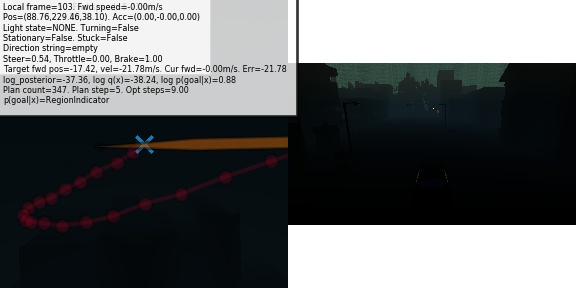 Local frame=103. Fwd speed=-0.00m/s
Pos=(88.76,229.46,38.10). Acc=(0.00,-0.00,0.00)
Light state=NONE. Turning=False
Stationary=False. Stuck=False
Direction string=empty
Steer=0.54, Throttle=0.00, Brake=1.00
Target fwd pos=-17.42, vel=-21.78m/s. Cur fwd=-0.00m/s. Err=-21.78
log_posterior=-37.36, log q(x)=-38.24, log p(goal|x)=0.88
Plan count=347. Plan step=5. Opt steps=9.00
p(goal|x)=RegionIndicator